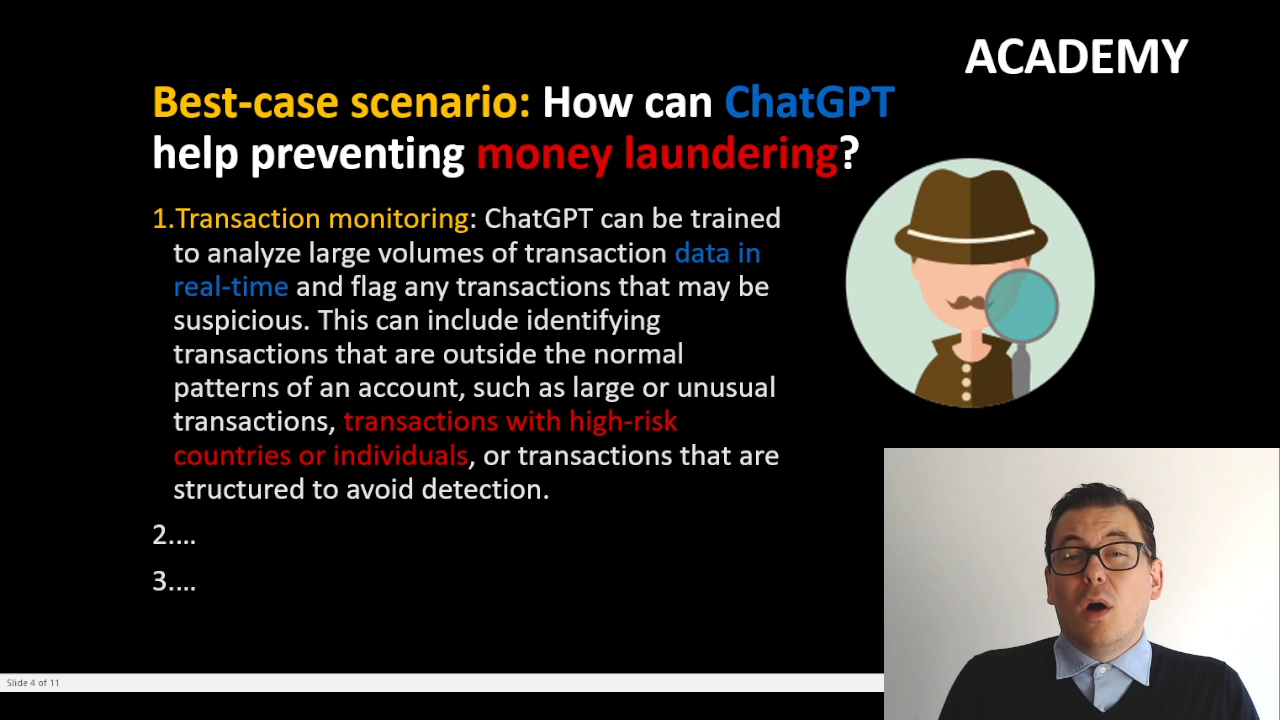 ACADEMY
Best-case scenario: How can ChatGPT
help preventing money laundering?
1.Transaction monitoring: ChatGPT can be trained
to analyze large volumes of transaction data in
real-time and flag any transactions that may be
suspicious. This can include identifying
transactions that are outside the normal
patterns of an account, such as large or unusual
transactions, transactions with high-risk
countries or individuals, or transactions that are
structured to avoid detection.
2....
3....
Slide 4 of 11